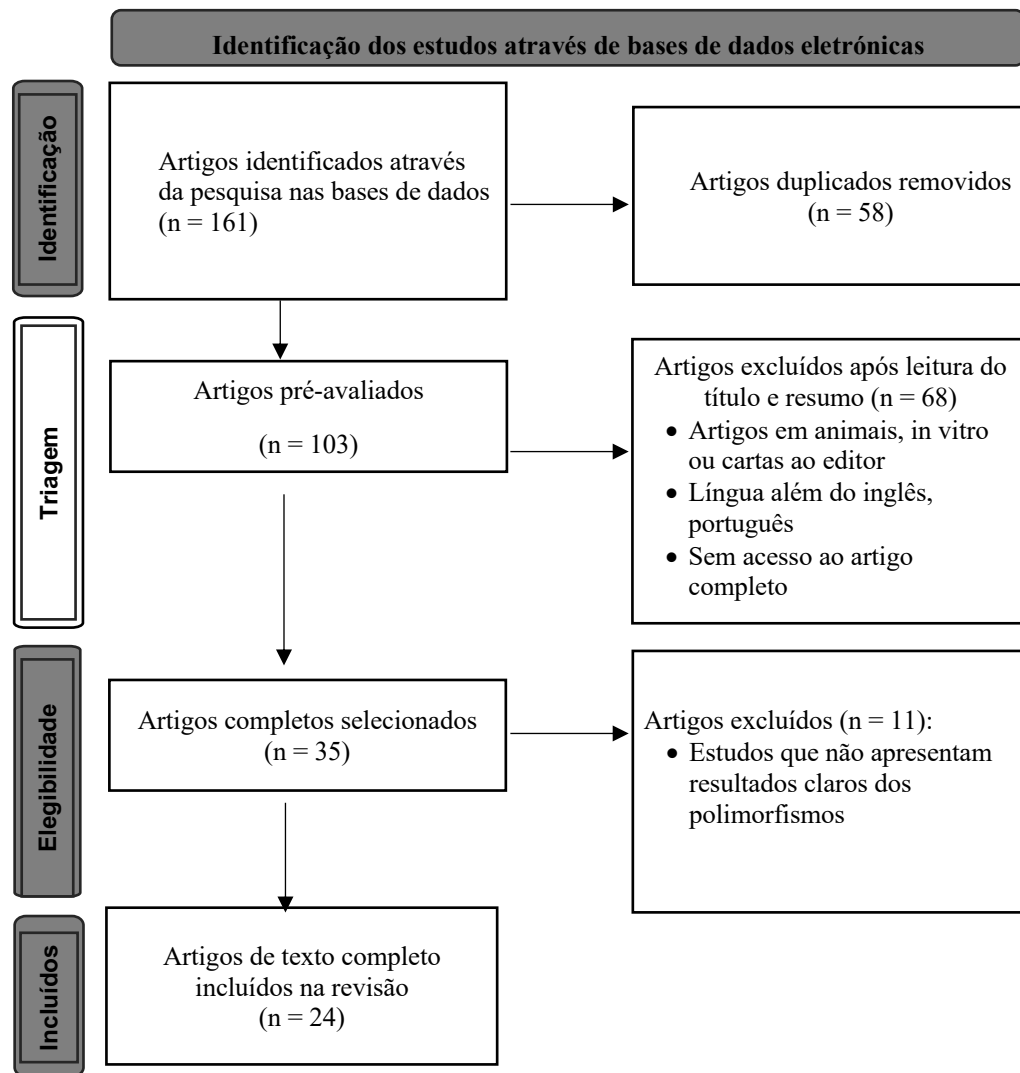 Identificação dos estudos através de bases de dados eletrónicas
Identificação
Artigos identificados através
da pesquisa nas bases de dados
(n = 161)
Artigos duplicados removidos
(n = 58)
Triagem
Artigos pré-avaliados
(n = 103)
Artigos excluídos após leitura do
título e resumo (n = 68)
• Artigos em animais, in vitro
ou cartas ao editor
• Língua além do inglês,
português
• Sem acesso ao artigo
completo
Elegibilidade
Artigos completos selecionados
(n = 35)
Artigos excluídos (n = 11):
• Estudos que não apresentam
resultados claros dos
polimorfismos
Incluídos
Artigos de texto completo
incluídos na revisão
(n = 24)